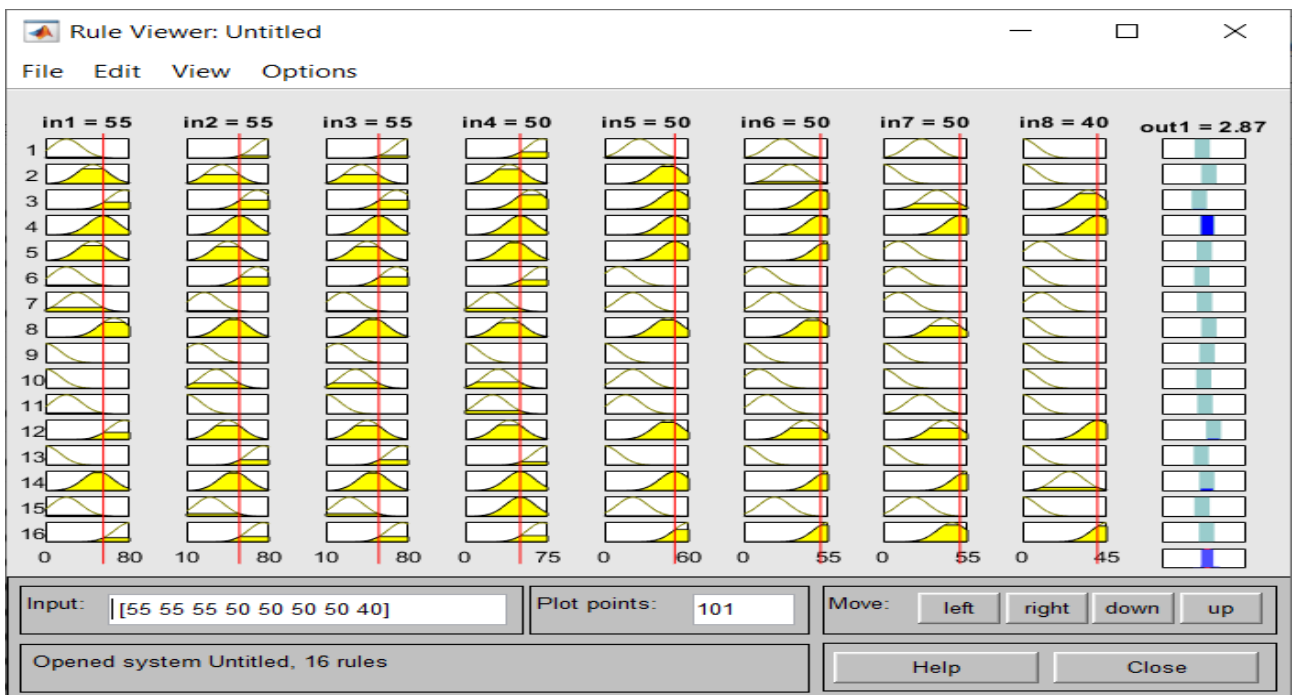 Rule Viewer: Untitled
File Edit View Options
in1 = 55 in2 = 55 in3 = 55 in4 = 50 in5 = 50 in6 = 50 in7 = 50 in8 = 40 out1 = 2.87
1
2
3
4
5
6
7
8
9
10
11
12
13
14
15
16
0 80 10 80 10 80 0 75 0 60 0 55 0 55 0 45
Input: [55 55 55 50 50 50 50 40] Plot points: 101 Move: left right down up
Opened system Untitled, 16 rules Help Close